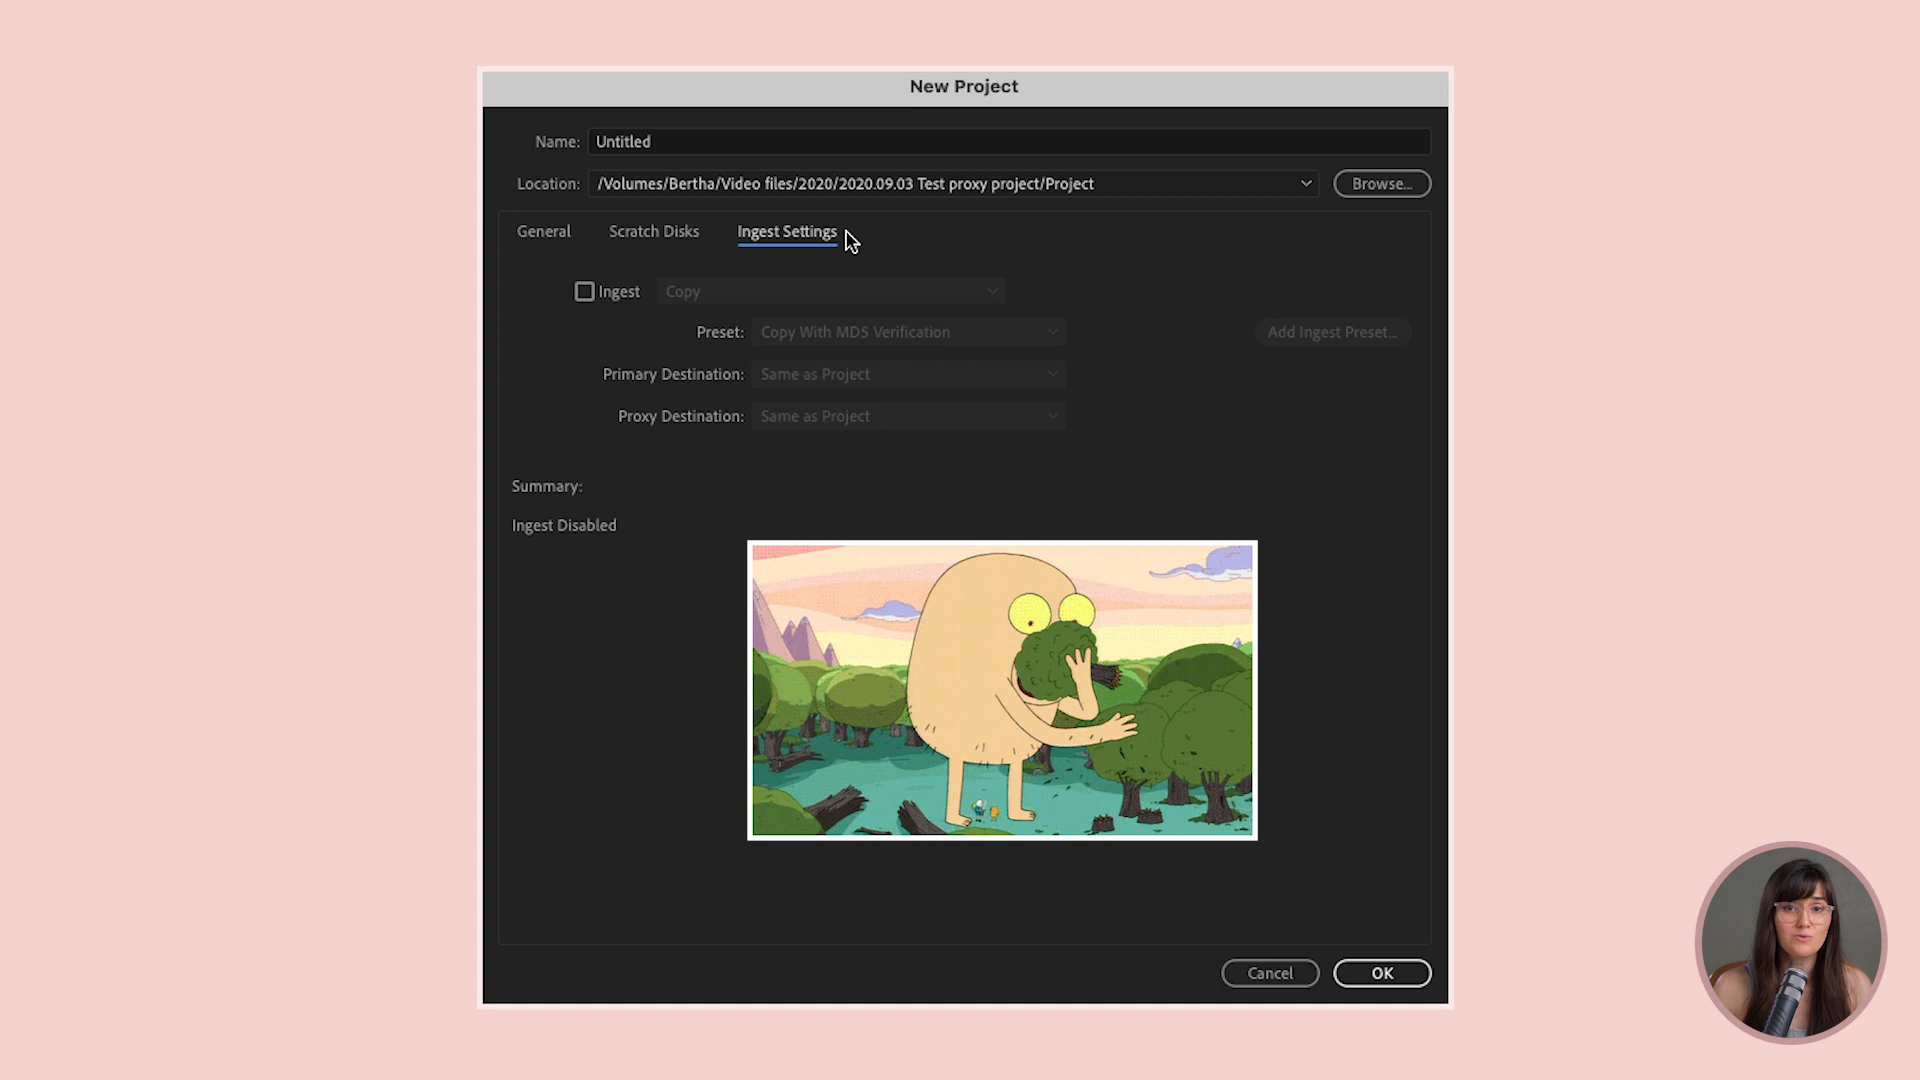 New Project
Name: Untitled
Location: /Volumes/Bertha/Video files/2020/2020.09.03 Test proxy project/Project Browse...
General Scratch Disks Ingest Settings
Ingest Copy
Preset: Copy With MD5 Verification Add Ingest Preset...
Primary Destination: Same as Project
Proxy Destination: Same as Project
Summary:
Ingest Disabled
Cancel OK